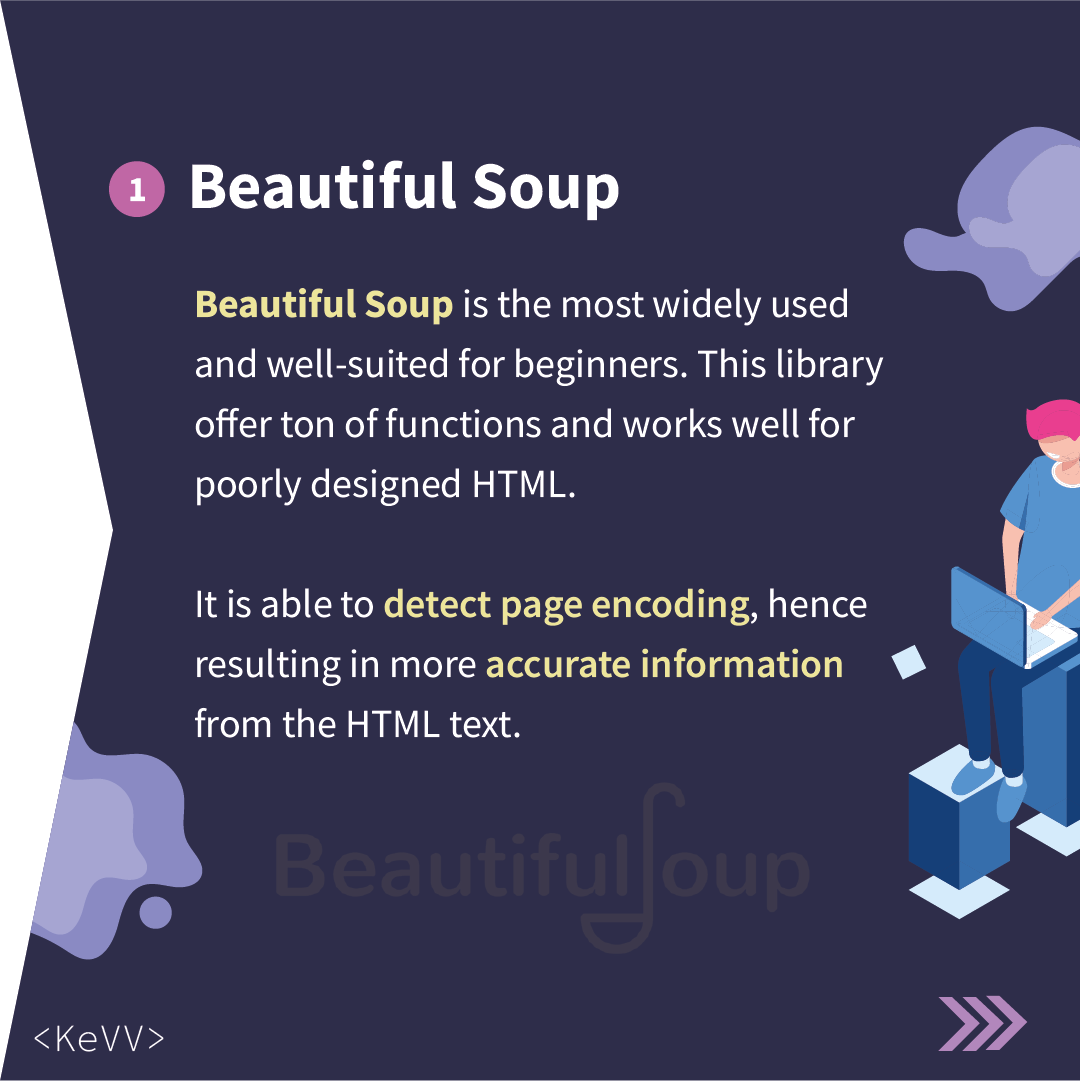 1 Beautiful Soup
Beautiful Soup is the most widely used
and well-suited for beginners. This library
offer ton of functions and works well for
poorly designed HTML.
It is able to detect page encoding, hence
resulting in more accurate information
from the HTML text.
BeautifulSoup
<KeVV>